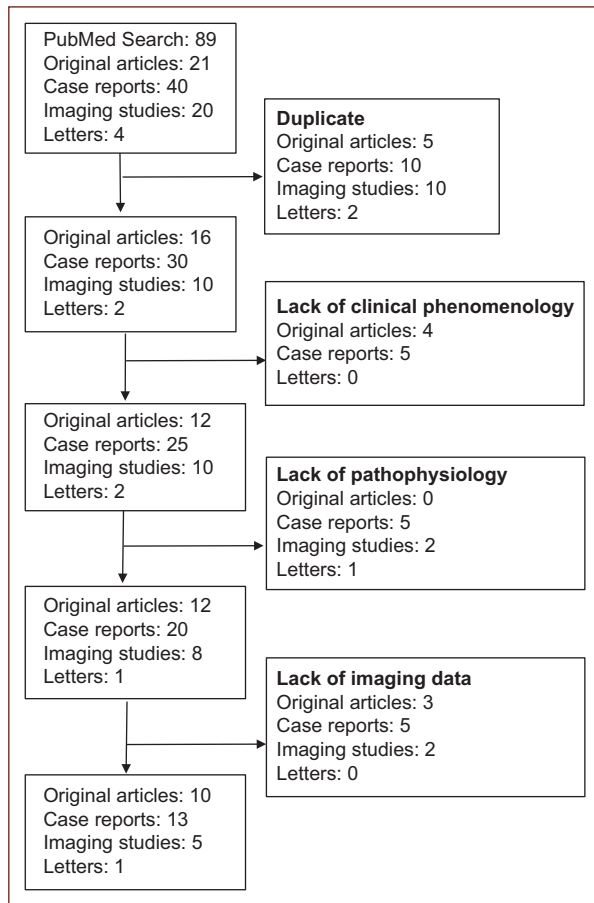 PubMed Search: 89
Original articles: 21
Case reports: 40
Imaging studies: 20
Letters: 4
Duplicate
Original articles: 5
Case reports: 10
Imaging studies: 10
Letters: 2
Original articles: 16
Case reports: 30
Imaging studies: 10
Letters: 2
Lack of clinical phenomenology
Original articles: 4
Case reports: 5
Letters: 0
Original articles: 12
Case reports: 25
Imaging studies: 10
Letters: 2
Lack of pathophysiology
Original articles: 0
Case reports: 5
Imaging studies: 2
Letters: 1
Original articles: 12
Case reports: 20
Imaging studies: 8
Letters: 1
Lack of imaging data
Original articles: 3
Case reports: 5
Imaging studies: 2
Letters: 0
Original articles: 10
Case reports: 13
Imaging studies: 5
Letters: 1